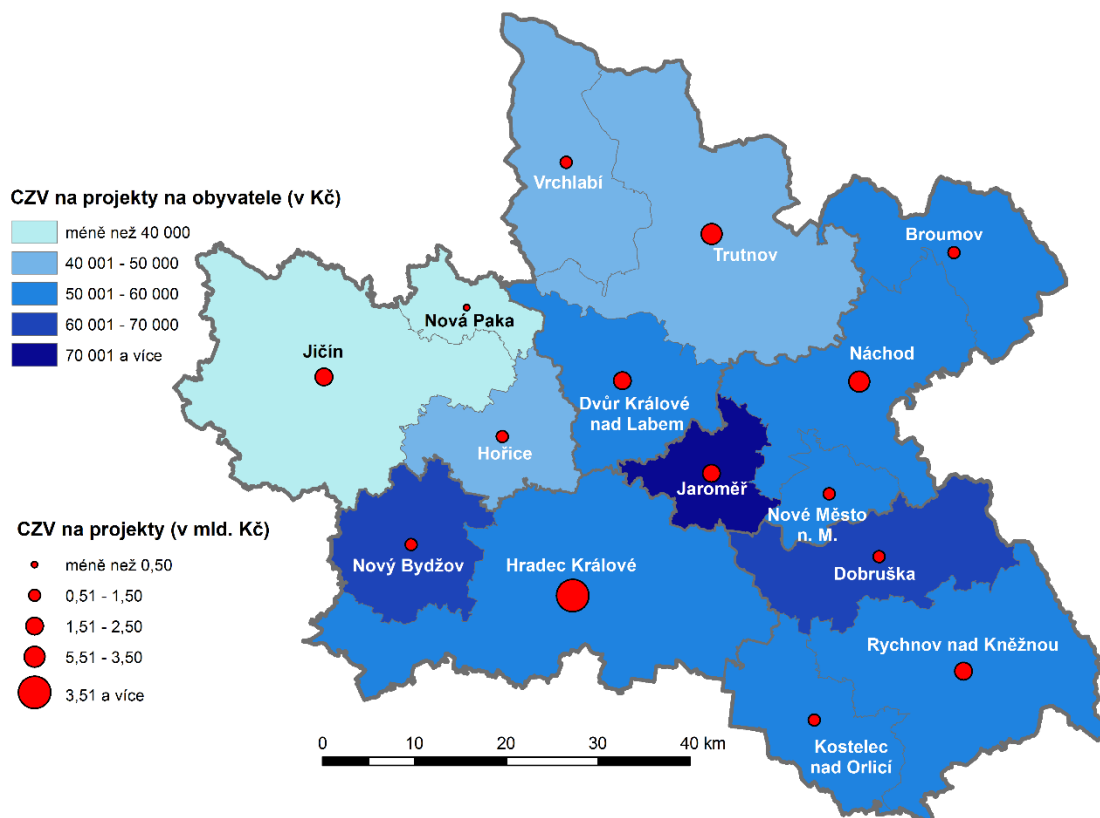 Vrchlabí
Trutnov
Broumov
CZV na projekty na obyvatele (v Kč)
méně než 40 000
40 001 - 50 000
50 001 - 60 000
60 001 - 70 000
70 001 a více
Nová Paka
Jičín
Náchod
Dvůr Králové
nad Labem
Hořice
Jaroměř
Nové Město
n. M.
CZV na projekty (v mld. Kč)
méně než 0,50
0,51 - 1,50
1,51 - 2,50
5,51 - 3,50
3,51 a více
Nový Bydžov
Hradec Králové
Dobruška
Rychnov nad Kněžnou
Kostelec
nad Orlicí
0 10 20 30 40 km